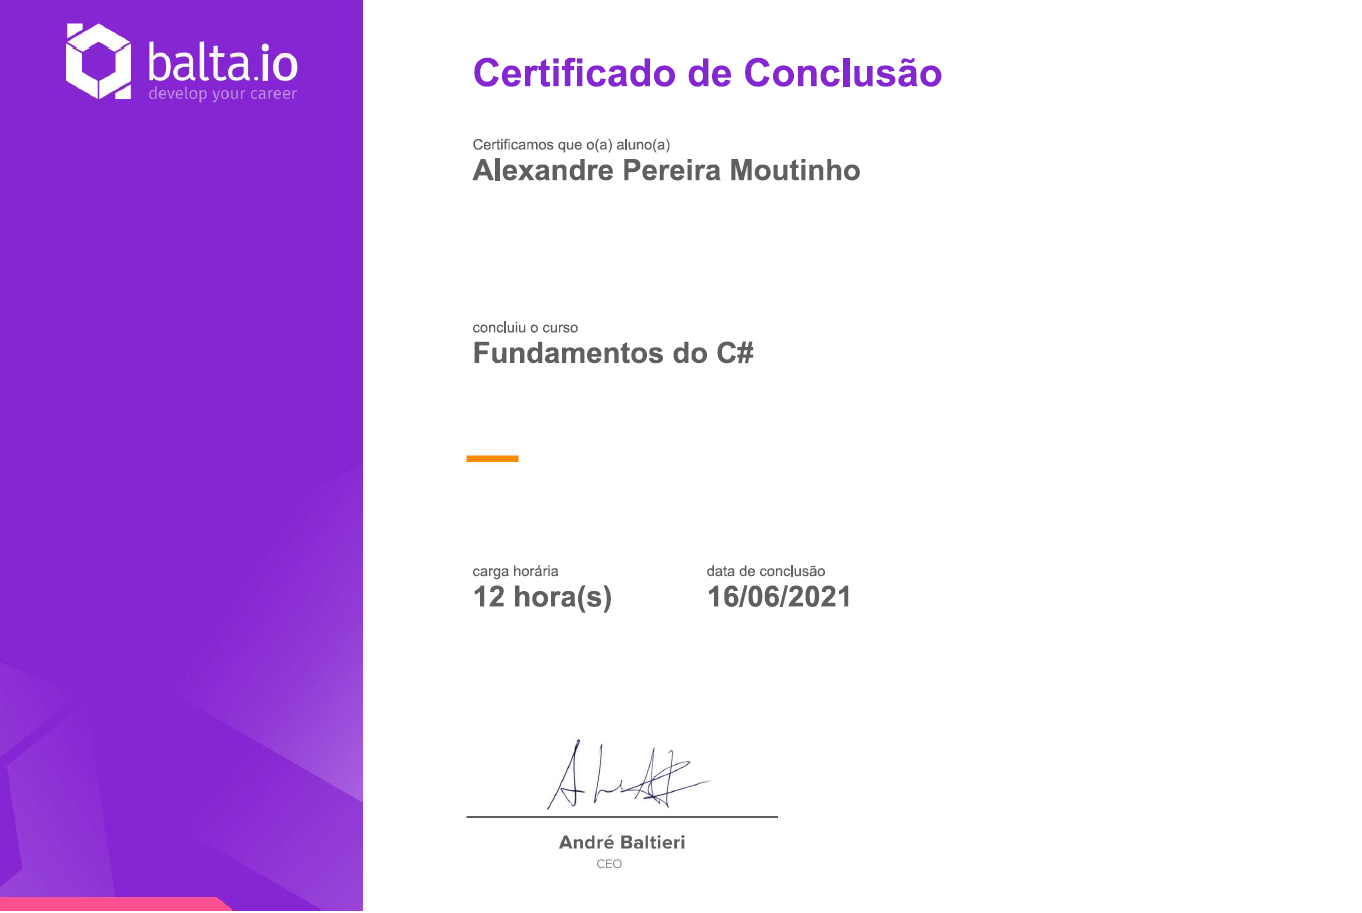 balta.io
develop your career
Certificado de Conclusão
Certificamos que o(a) aluno(a)
Alexandre Pereira Moutinho
concluiu o curso
Fundamentos do C#
carga horária
12 hora(s)
data de conclusão
16/06/2021
André Baltieri
CEO